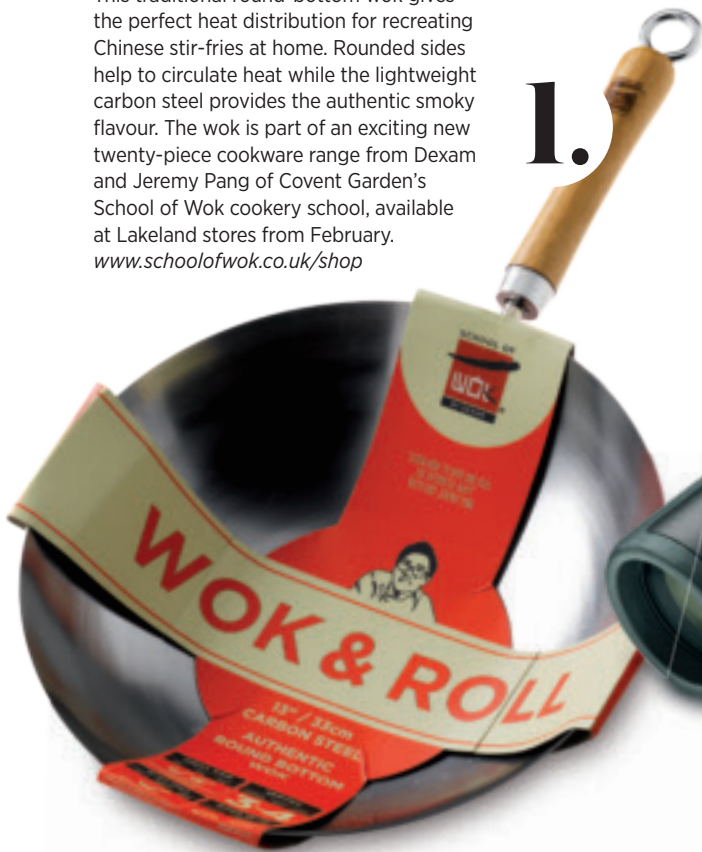 This traditional round-bottom wok gives
the perfect heat distribution for recreating
Chinese stir-fries at home. Rounded sides
help to circulate heat while the lightweight
carbon steel provides the authentic smoky
flavour. The wok is part of an exciting new
twenty-piece cookware range from Dexam
and Jeremy Pang of Covent Garden’s
School of Wok cookery school, available
at Lakeland stores from February.
www.schoolofwok.co.uk/shop
1.
SCHOOL OF
WOK
WOK & ROLL
13" / 33cm
CARBON STEEL
AUTHENTIC
ROUND BOTTOM
WOK
3-4